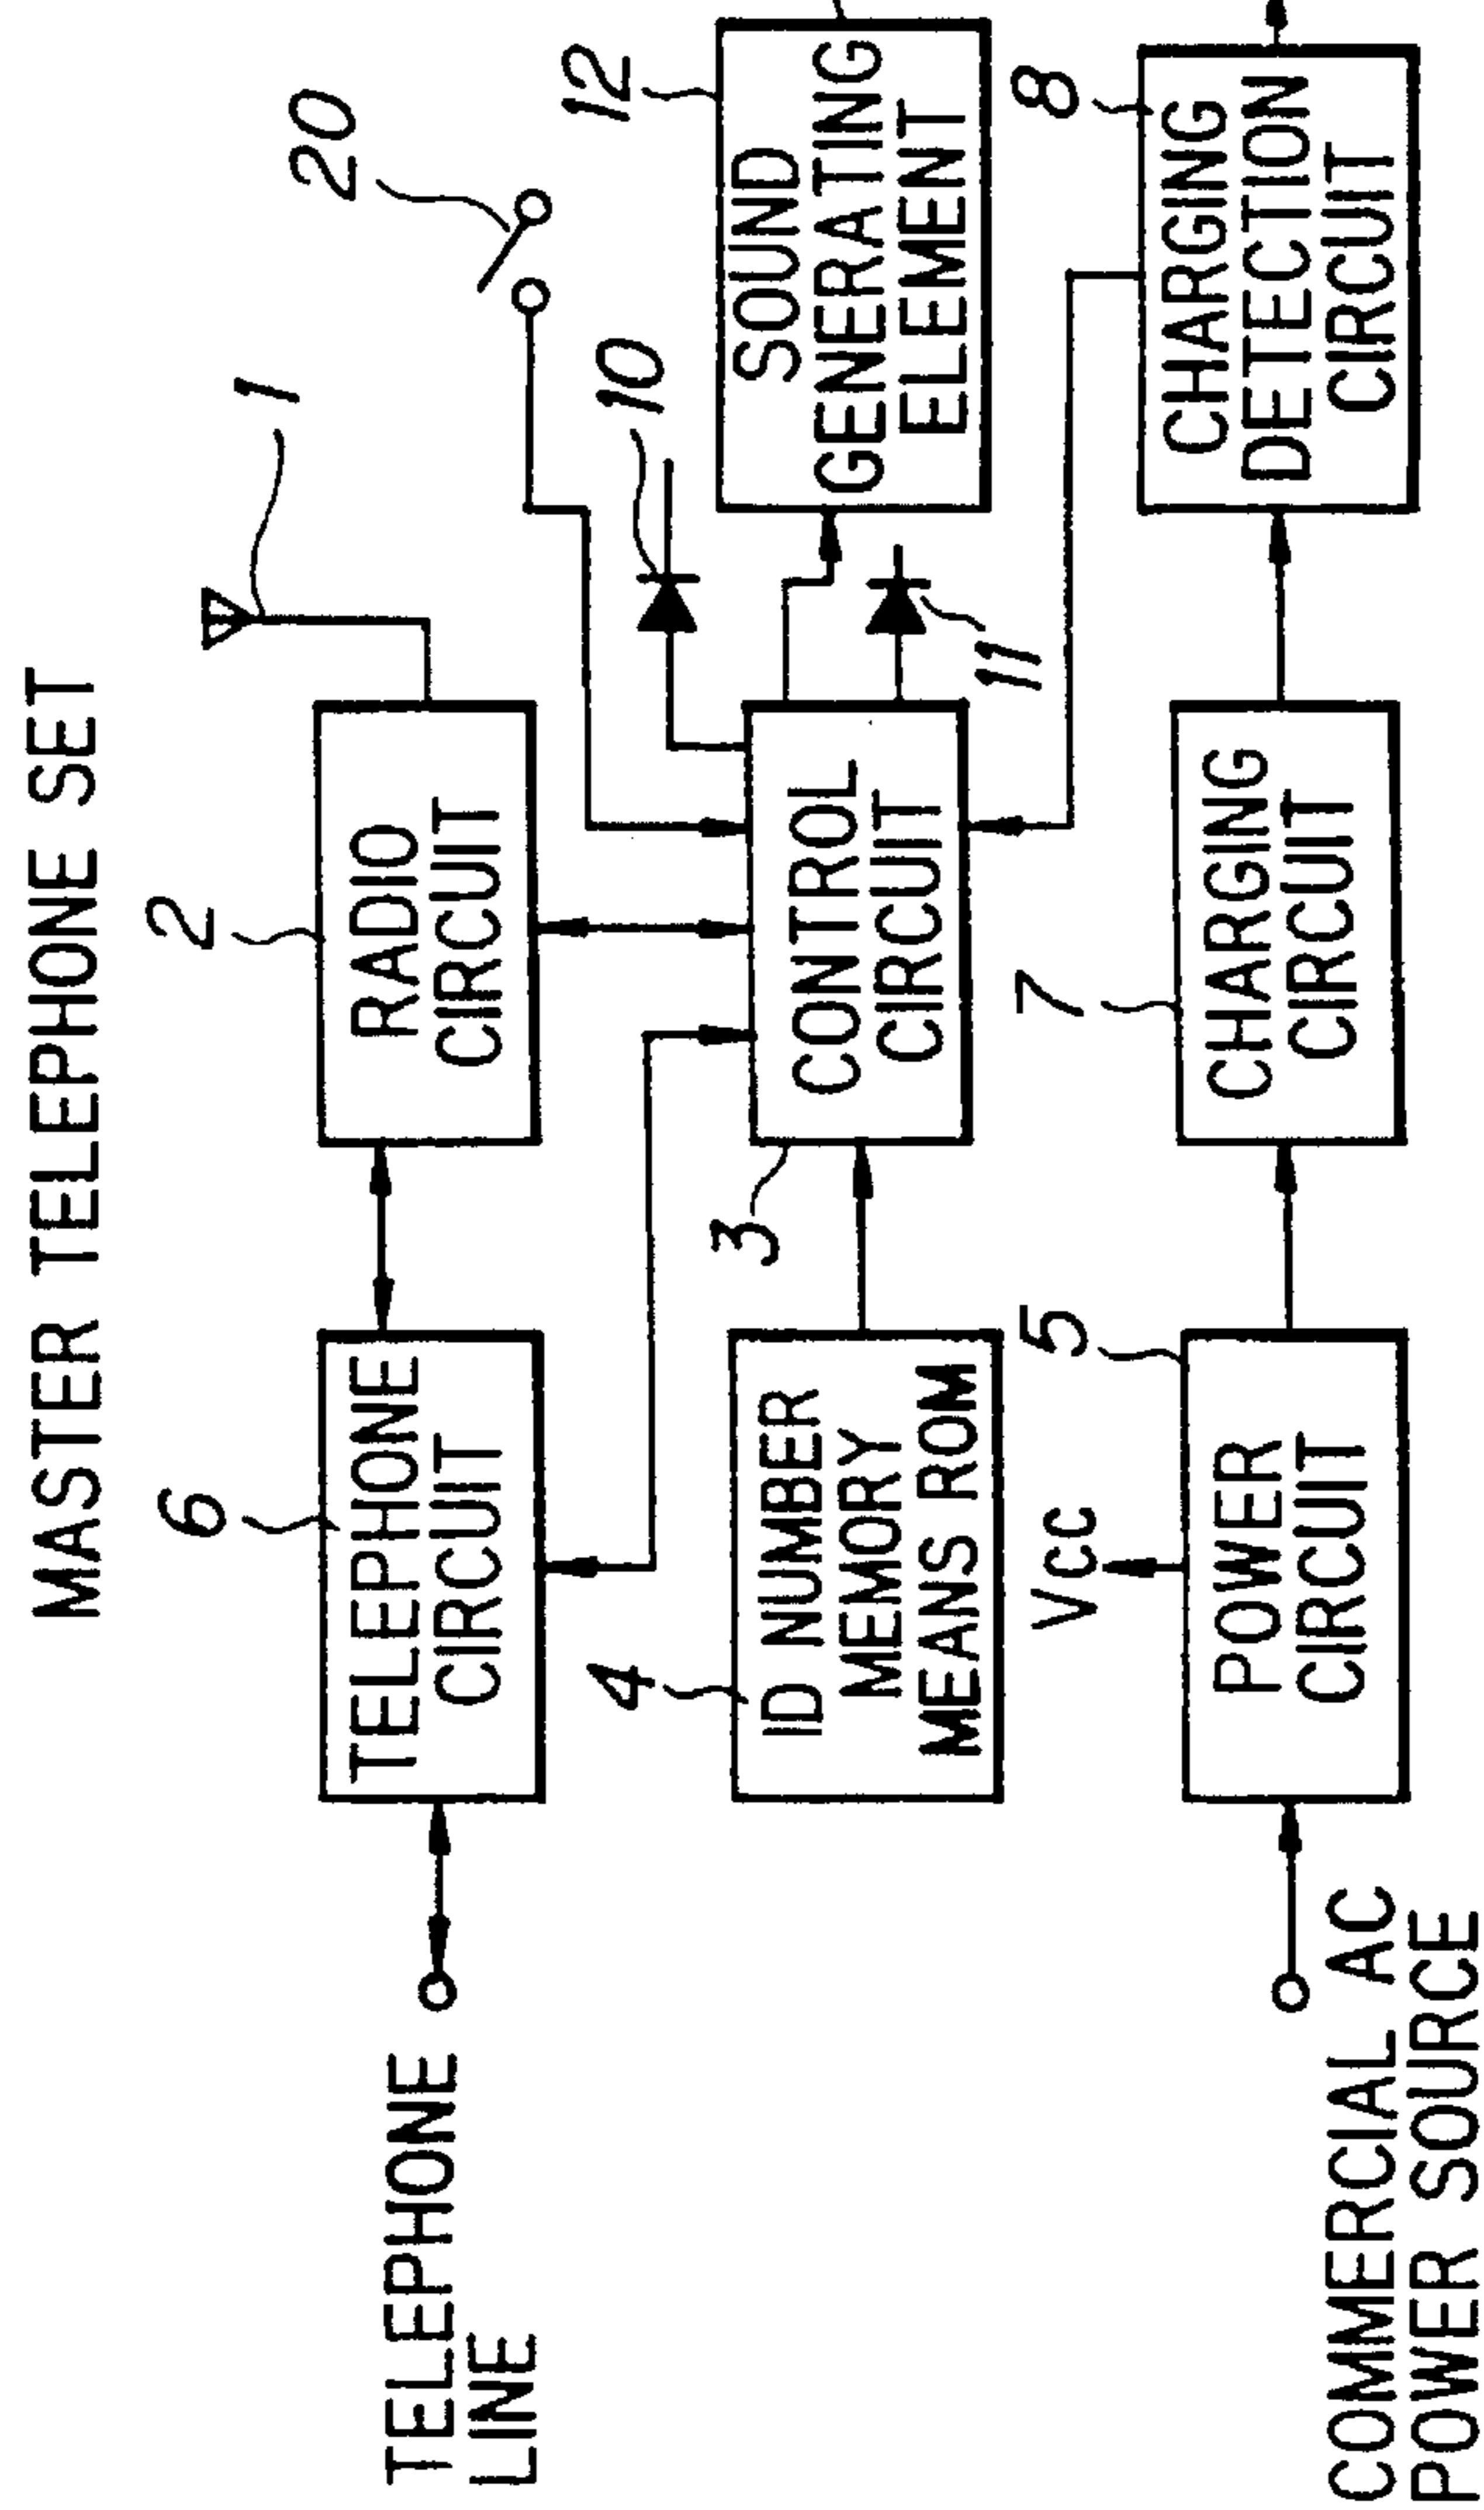 MASTER TELEPHONE SET
1
2
20
6
TELEPHONE
LINE
TELEPHONE
CIRCUIT
RADIO
CIRCUIT
10
12
4
3
ID NUMBER
MEMORY
MEANS ROM
CONTROL
CIRCUIT
SOUND
GENERATING
ELEMENT
11
Vcc
5
7
8
COMMERCIAL AC
POWER SOURCE
POWER
CIRCUIT
CHARGING
CIRCUIT
CHARGING
DETECTION
CIRCUIT